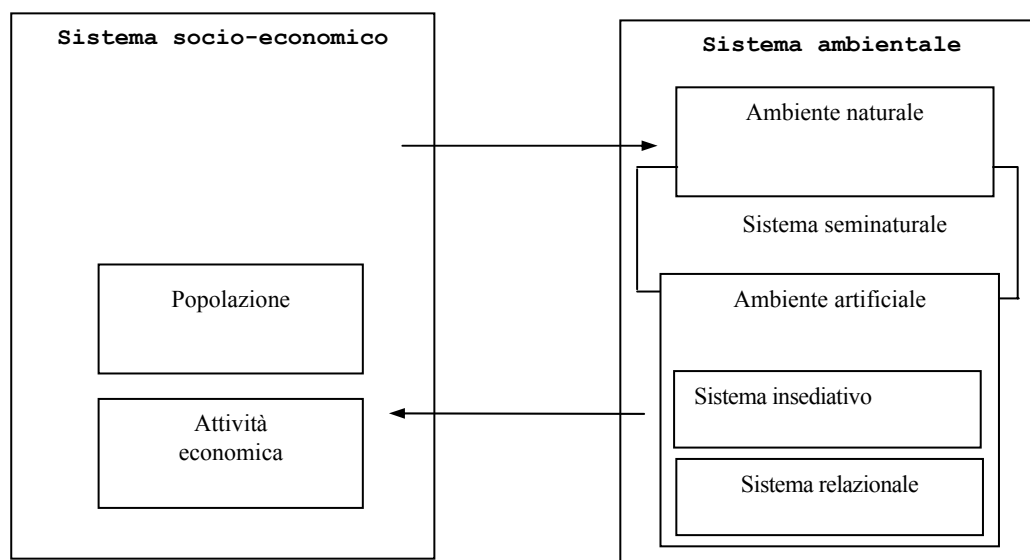 Sistema socio-economico
Popolazione
Attività
economica
Sistema ambientale
Ambiente naturale
Sistema seminaturale
Ambiente artificiale
Sistema insediativo
Sistema relazionale